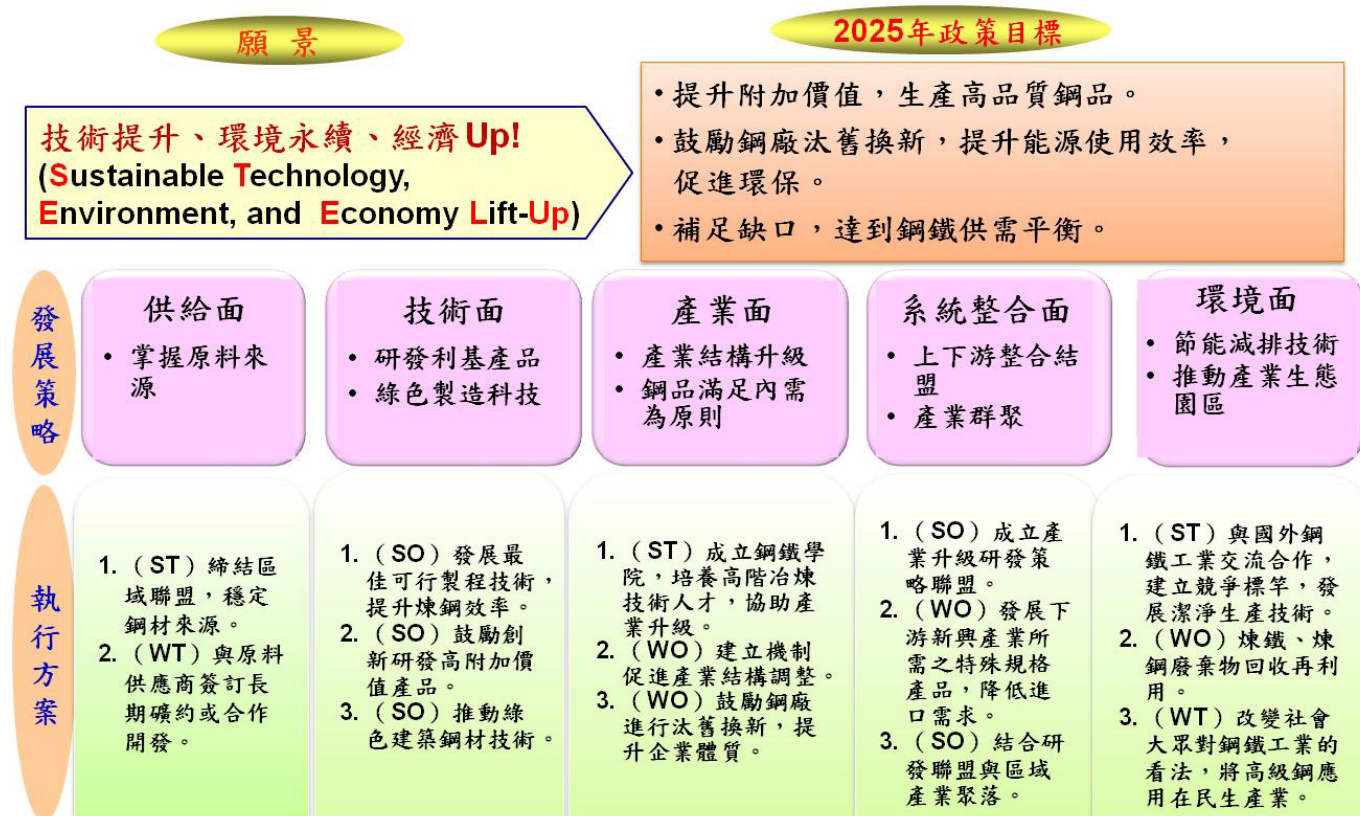 願 景
2025年政策目標
技術提升、環境永續、經濟Up!
(Sustainable Technology,
Environment, and Economy Lift-Up)
•提升附加價值，生產高品質鋼品。
•鼓勵鋼廠汰舊換新，提升能源使用效率，
促進環保。
•補足缺口，達到鋼鐵供需平衡。
發展策略
供給面
• 掌握原料來
源
技術面
• 研發利基產品
• 綠色製造科技
產業面
• 產業結構升級
• 鋼品滿足內需
為原則
系統整合面
• 上下游整合結
盟
• 產業群聚
環境面
• 節能減排技術
• 推動產業生態
園區
執行方案
1.（ST）締結區
域聯盟，穩定
鋼材來源。
2.（WT）與原料
供應商簽訂長
期礦約或合作
開發。
1.（SO）發展最
佳可行製程技術，
提升煉鋼效率。
2.（SO）鼓勵創
新研發高附加價
值產品。
3.（SO）推動綠
色建築鋼材技術。
1.（ST）成立鋼鐵學
院，培養高階冶煉
技術人才，協助產
業升級。
2.（WO）建立機制
促進產業結構調整。
3.（WO）鼓勵鋼廠
進行汰舊換新，提
升企業體質。
1.（SO）成立產
業升級研發策
略聯盟。
2.（WO）發展下
游新興產業所
需之特殊規格
產品，降低進
口需求。
3.（SO）結合研
發聯盟與區域
產業聚落。
1.（ST）與國外鋼
鐵工業交流合作，
建立競爭標竿，發
展潔淨生產技術。
2.（WO）煉鐵、煉
鋼廢棄物回收再利
用。
3.（WT）改變社會
大眾對鋼鐵工業的
看法，將高級鋼應
用在民生產業。